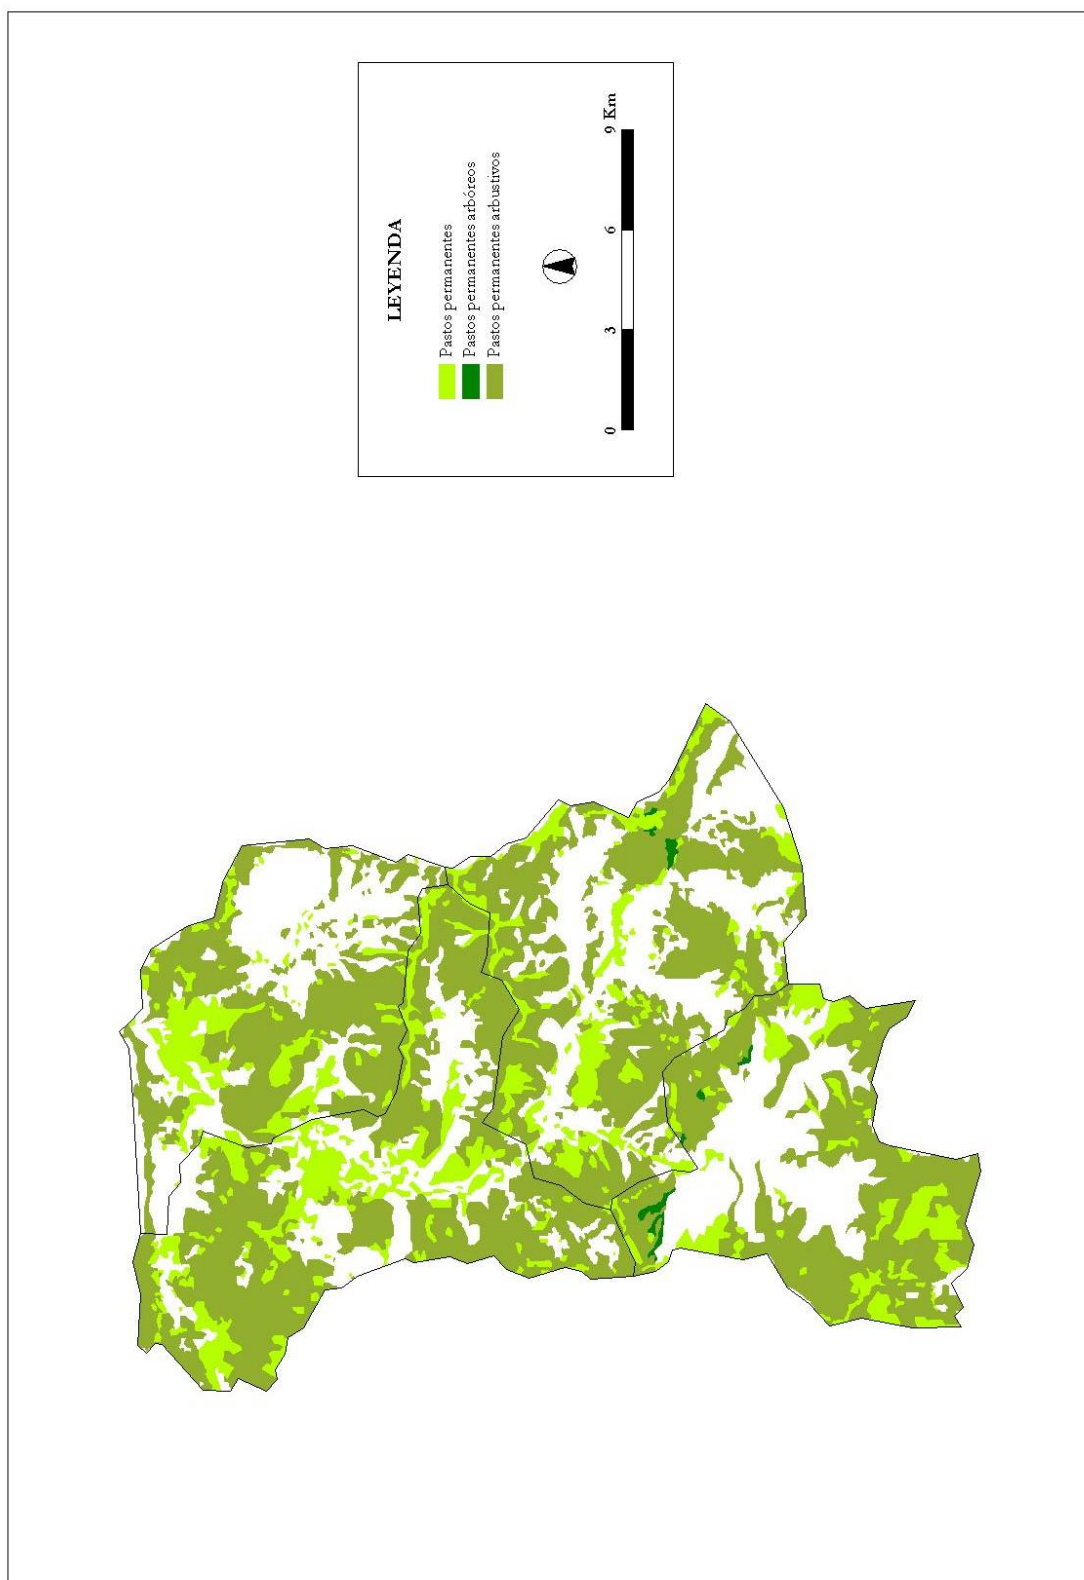 LEYENDA
Pastos permanentes
Pastos permanentes arbóreos
Pastos permanentes arbustivos
0 3 6 9 Km